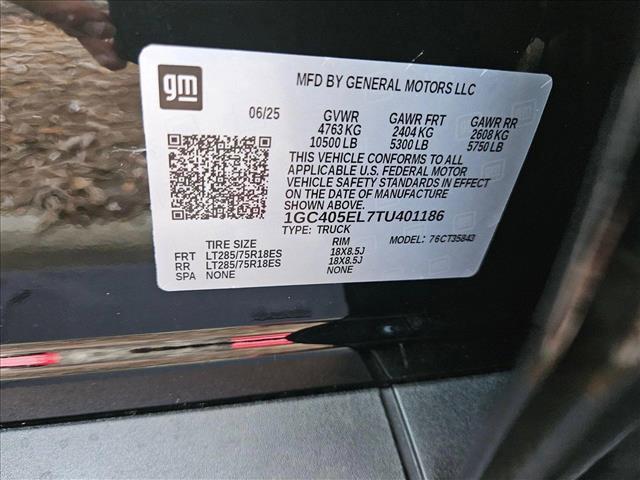 gm
MFD BY GENERAL MOTORS LLC
06/25 GVWR GAWR FRT GAWR RR
4763 KG 2404 KG 2608 KG
10500 LB 5300 LB 5750 LB
THIS VEHICLE CONFORMS TO ALL
APPLICABLE U.S. FEDERAL MOTOR
VEHICLE SAFETY STANDARDS IN EFFECT
ON THE DATE OF MANUFACTURE
SHOWN ABOVE.
1GC405EL7TU401186
TYPE: TRUCK MODEL: 76CT35843
TIRE SIZE RIM
FRT LT285/75R18ES 18X8.5J
RR LT285/75R18ES 18X8.5J
SPA NONE NONE